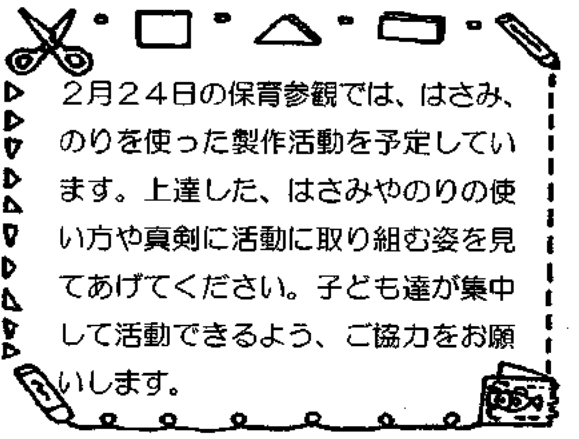 ２月２４日の保育参観では、はさみ、
のりを使った製作活動を予定してい
ます。上達した、はさみやのりの使
い方や真剣に活動に取り組む姿を見
てあげてください。子ども達が集中
して活動できるよう、ご協力をお願
いします。